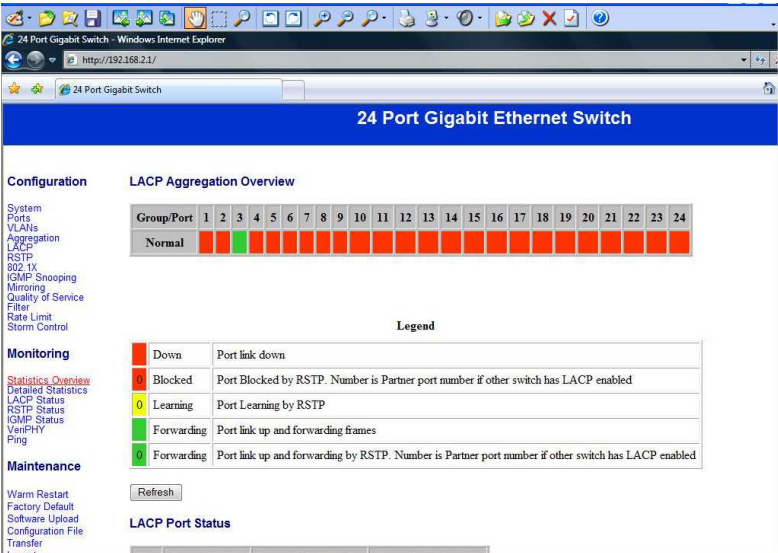 24 Port Gigabit Switch - Windows Internet Explorer
http://192.168.2.1/
24 Port Gigabit Switch
24 Port Gigabit Ethernet Switch
Configuration
System
Ports
VLANs
Aggregation
LACP
RSTP
802.1X
IGMP Snooping
Mirroring
Quality of Service
Filter
Rate Limit
Storm Control
Monitoring
Statistics Overview
Detailed Statistics
LACP Status
RSTP Status
IGMP Status
VeriPHY
Ping
Maintenance
Warm Restart
Factory Default
Software Upload
Configuration File
Transfer
LACP Aggregation Overview
Group/Port 1 2 3 4 5 6 7 8 9 10 11 12 13 14 15 16 17 18 19 20 21 22 23 24
Normal
Legend
Down Port link down
0 Blocked Port Blocked by RSTP. Number is Partner port number if other switch has LACP enabled
0 Learning Port Learning by RSTP
Forwarding Port link up and forwarding frames
0 Forwarding Port link up and forwarding by RSTP. Number is Partner port number if other switch has LACP enabled
Refresh
LACP Port Status